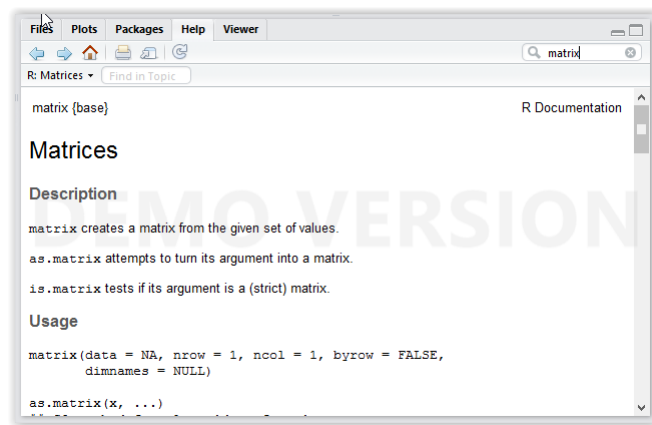 Files Plots Packages Help Viewer
matrix
R: Matrices Find in Topic
matrix {base} R Documentation
Matrices
Description
DEMO VERSION
matrix creates a matrix from the given set of values.
as.matrix attempts to turn its argument into a matrix.
is.matrix tests if its argument is a (strict) matrix.
Usage
matrix(data = NA, nrow = 1, ncol = 1, byrow = FALSE,
dimnames = NULL)
as.matrix(x, ...)